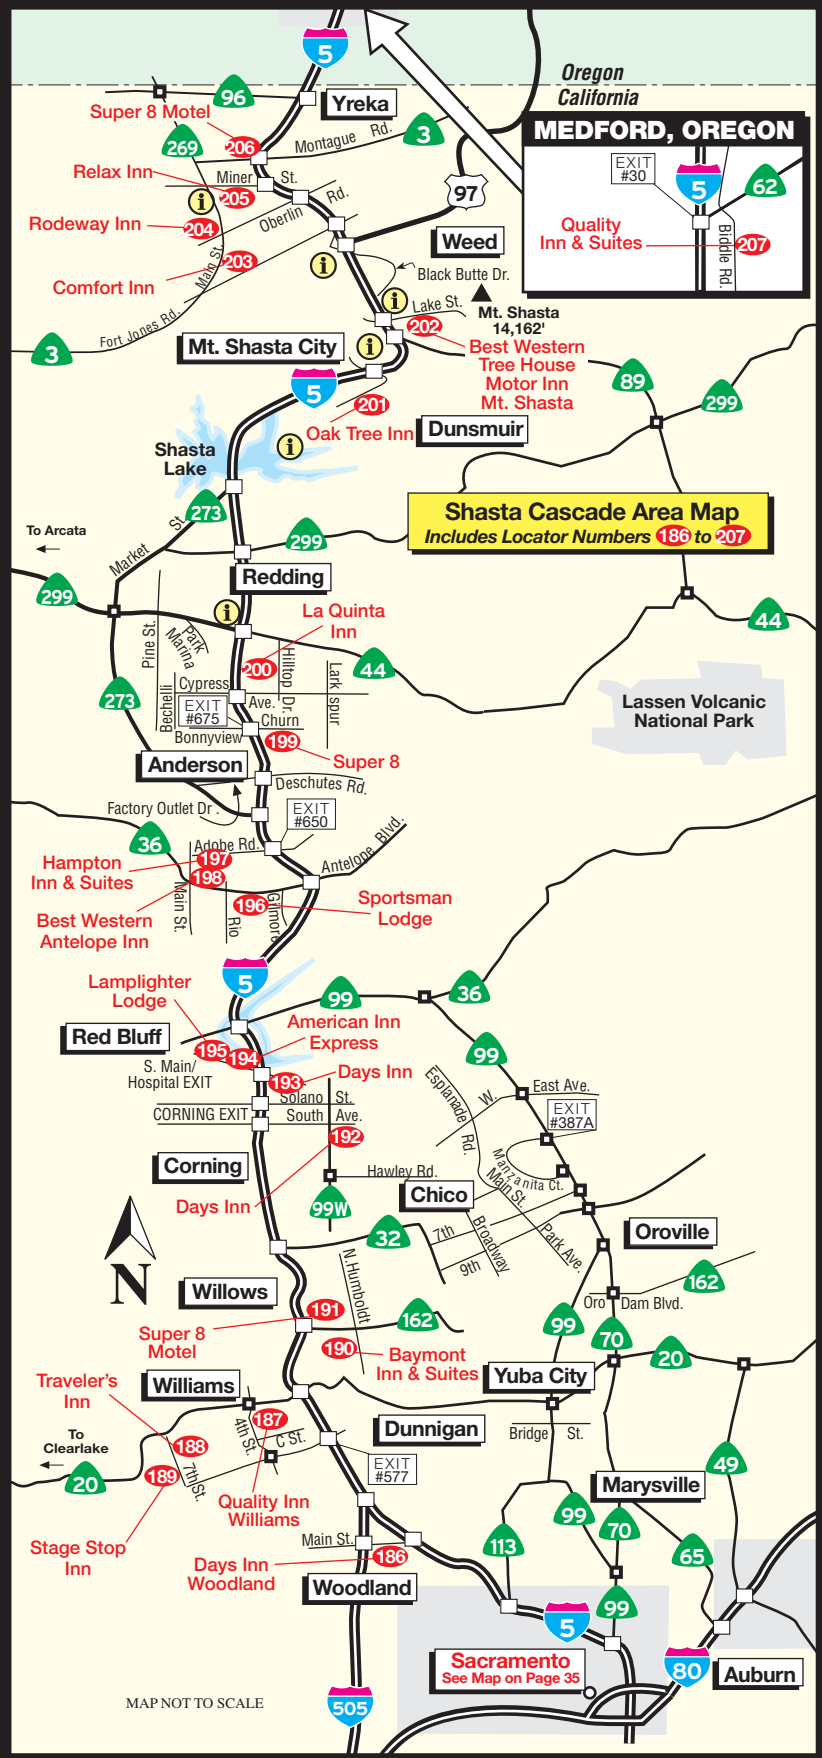 5
Oregon
California
96
Yreka
Super 8 Motel
206
269
Montague Rd.
3
MEDFORD, OREGON
EXIT
#30
5
62
Quality
Inn & Suites
207
Biddle Rd.
Relax Inn
Miner St.
205
97
Rodeway Inn
204
i
Oberlin Rd.
Main St.
Weed
Comfort Inn
203
i
Black Butte Dr.
i
Lake St.
Mt. Shasta
14,162'
3
Fort Jones Rd.
202
Best Western
Tree House
Motor Inn
Mt. Shasta
Mt. Shasta City
i
5
89
299
201
Oak Tree Inn
Dunsmuir
i
Shasta
Lake
273
Shasta Cascade Area Map
Includes Locator Numbers 186 to 207
To Arcata
Market St.
299
299
Redding
44
i
La Quinta
Inn
Pine St.
Park
Marina
200
Hilltop Dr.
Lark spur
44
273
Bechelli
Cypress Ave.
EXIT
#675
Churn
Bonnyview
199
Super 8
Lassen Volcanic
National Park
Anderson
Deschutes Rd.
Factory Outlet Dr.
EXIT
#650
36
Adobe Rd.
Antelope Blvd.
Hampton
Inn & Suites
197
198
Main St.
Rio
196
Gilmore
Sportsman
Lodge
Best Western
Antelope Inn
5
Lamplighter
Lodge
99
36
Red Bluff
American Inn
Express
195
194
99
S. Main/
Hospital EXIT
193
Days Inn
Solano St.
CORNING EXIT
South Ave.
Esplanade Rd.
W. East Ave.
EXIT
#387A
192
Manzanita Ct.
Corning
Hawley Rd.
Chico
Main St.
Days Inn
99W
N
32
7th
9th
Broadway
Park Ave.
Oroville
162
Oro Dam Blvd.
Willows
N. Humboldt
191
162
99
70
20
Super 8
Motel
190
Baymont
Inn & Suites
Yuba City
Traveler's
Inn
Williams
187
4th St.
C St.
Dunnigan
Bridge St.
To
Clearlake
188
20
189
7th St.
EXIT
#577
49
Marysville
Quality Inn
Williams
99
70
65
113
Stage Stop
Inn
Main St.
Days Inn
Woodland
186
Woodland
99
5
Sacramento
See Map on Page 35
80
Auburn
MAP NOT TO SCALE
505